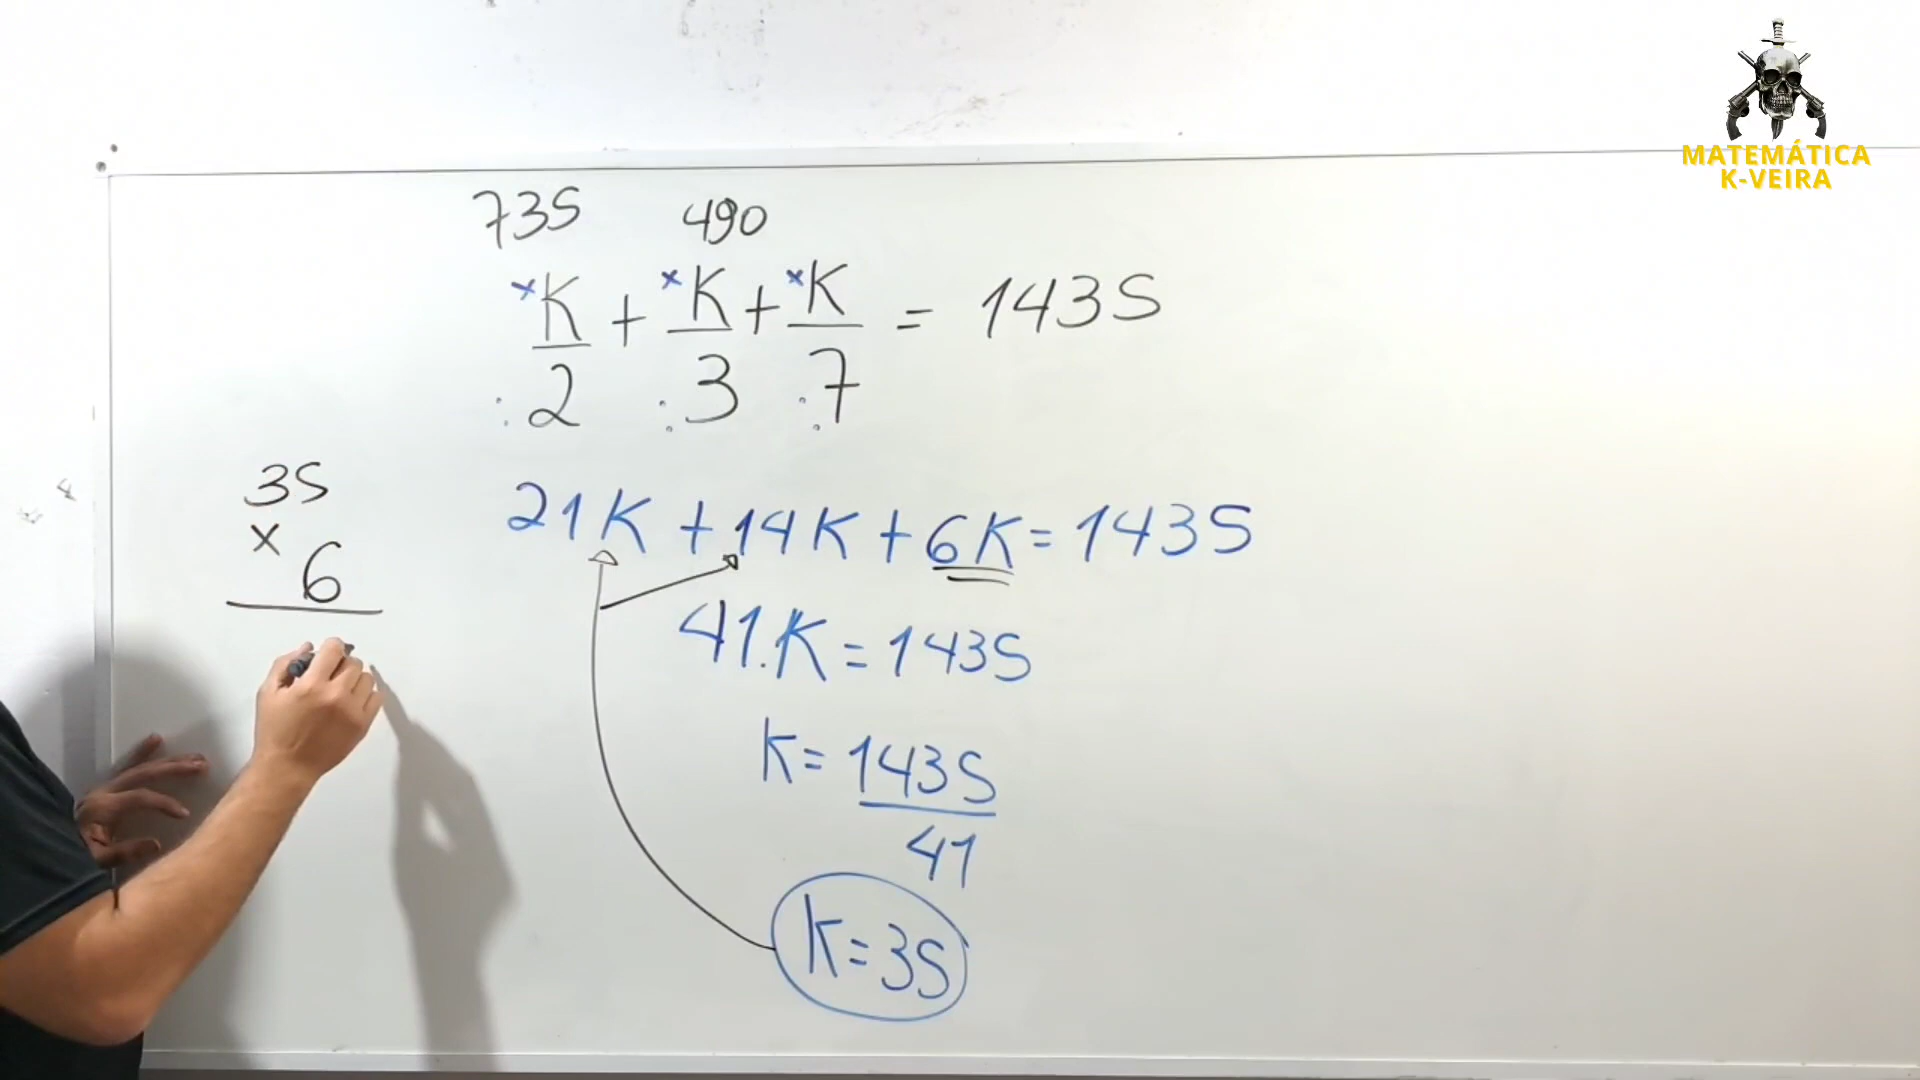 MATEMÁTICA
K-VEIRA
735 490
×K/2 + ×K/3 + ×K/7 = 1435
: : :
35
× 6
21K + 14K + 6K = 1435
41.K = 1435
K = 1435/41
K = 35